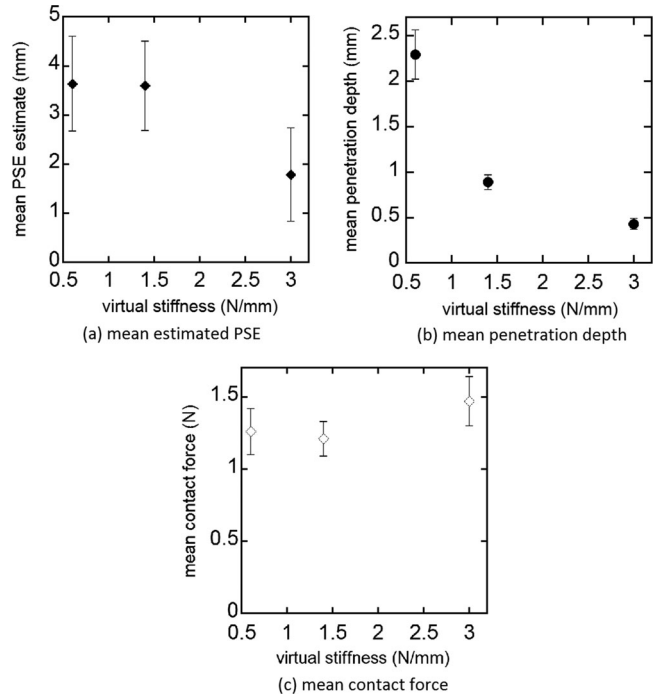 mean PSE estimate (mm)
5
4
3
2
1
0
0.5 1 1.5 2 2.5 3
virtual stiffness (N/mm)
(a) mean estimated PSE
mean penetration depth (mm)
2.5
2
1.5
1
0.5
0
0.5 1 1.5 2 2.5 3
virtual stiffness (N/mm)
(b) mean penetration depth
mean contact force (N)
1.5
1
0.5
0
0.5 1 1.5 2 2.5 3
virtual stiffness (N/mm)
(c) mean contact force